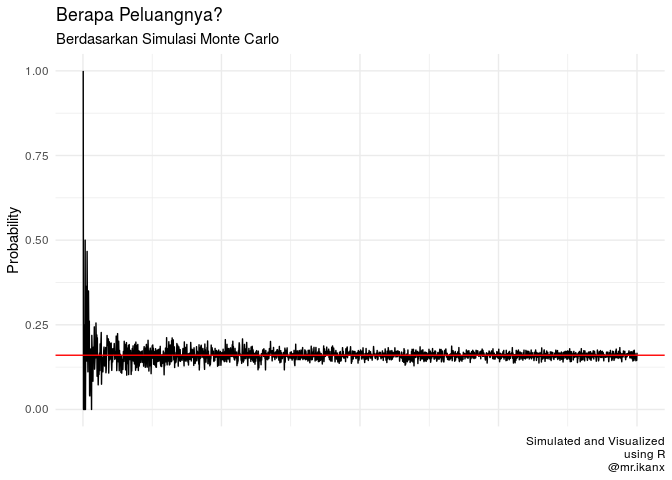 Berapa Peluangnya?
Berdasarkan Simulasi Monte Carlo
1.00
0.75
0.50
0.25
0.00
Probability
Simulated and Visualized
using R
@mr.ikanx